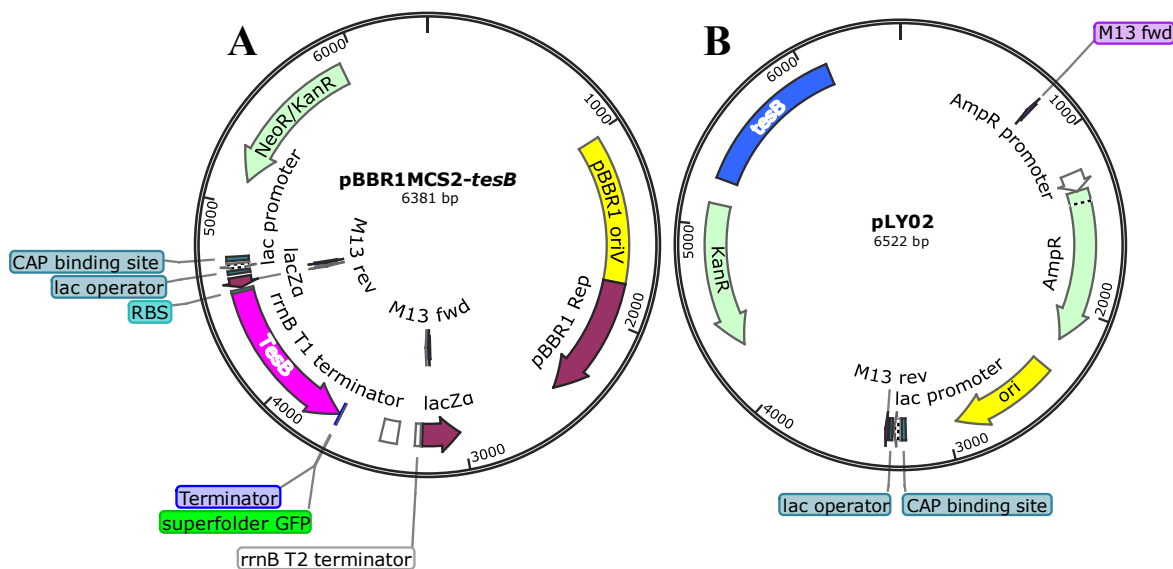 A
6000
NeoR/KanR
1000
pBBR1 oriV
pBBR1MCS2-tesB
6381 bp
5000
lac promoter
CAP binding site
lac operator
RBS
lacZα
M13 rev
M13 fwd
pBBR1 Rep
2000
TesB
rrnB T1 terminator
4000
lacZα
3000
Terminator
superfolder GFP
rrnB T2 terminator
B
M13 fwd
6000
tesB
AmpR promoter
1000
pLY02
6522 bp
5000
KanR
AmpR
2000
M13 rev
lac promoter
ori
4000
3000
lac operator
CAP binding site